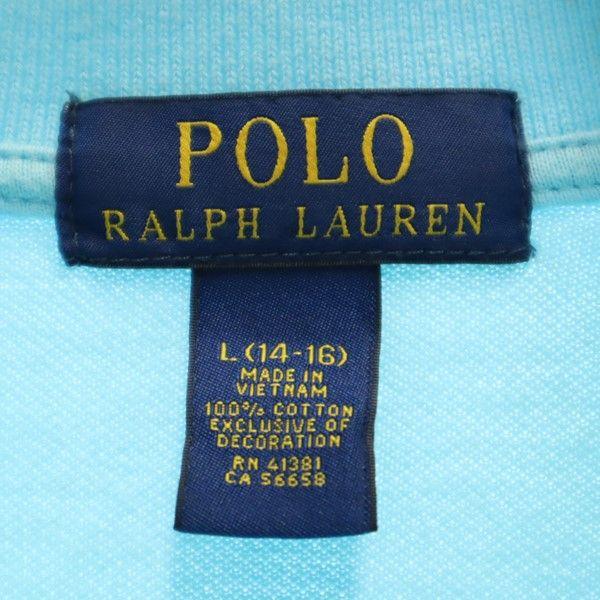 POLO
RALPH LAUREN
L (14-16)
MADE IN
VIETNAM
100% COTTON
EXCLUSIVE OF
DECORATION
RN 41381
CA 56658